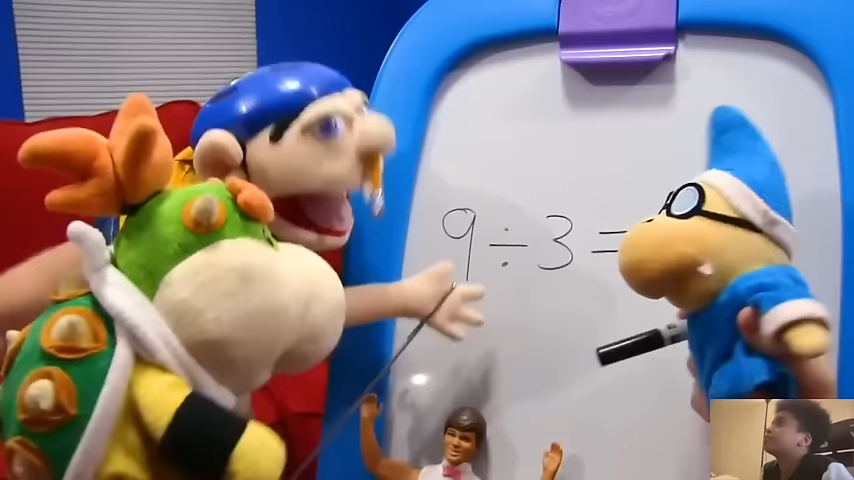 9 ÷ 3 =